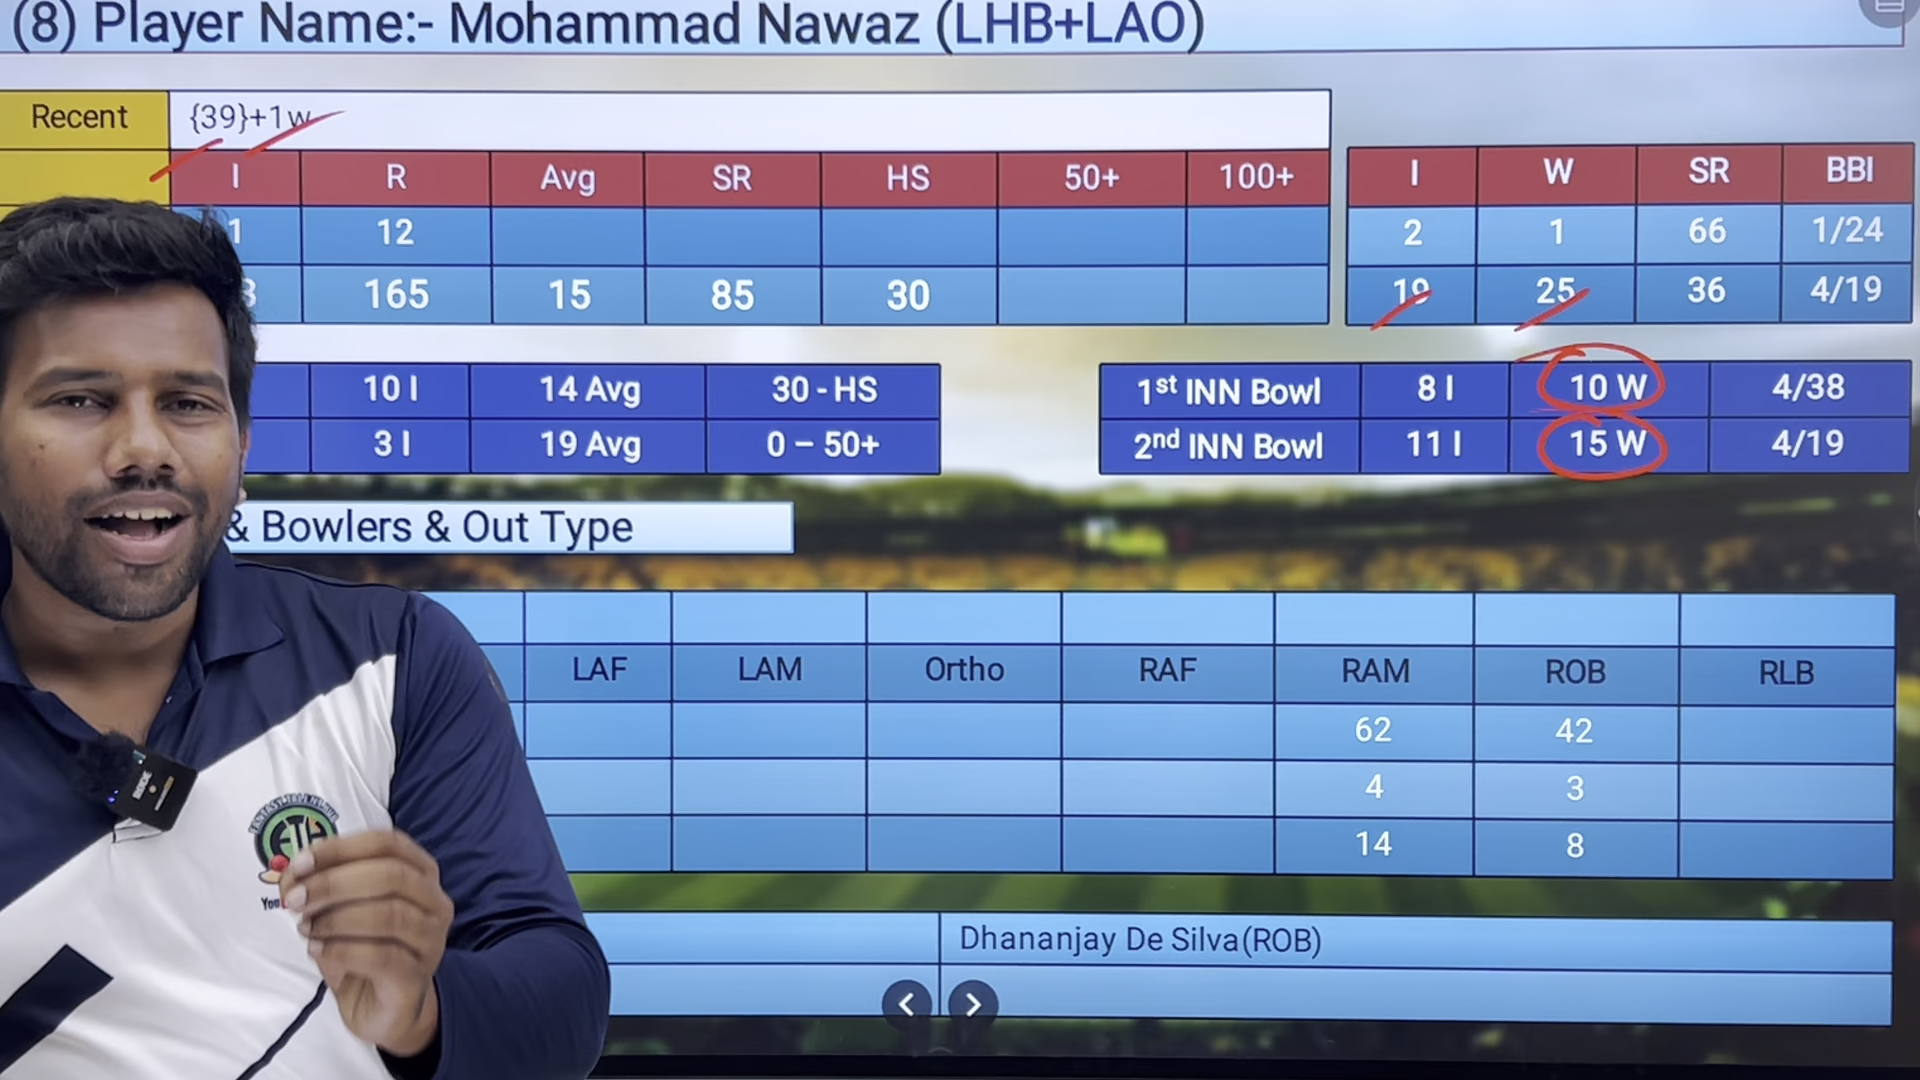 (8) Player Name:- Mohammad Nawaz (LHB+LAO)
Recent {39}+1w
I R Avg SR HS 50+ 100+
1 12
3 165 15 85 30
I W SR BBI
2 1 66 1/24
19 25 36 4/19
10 I 14 Avg 30 - HS
3 I 19 Avg 0 – 50+
1st INN Bowl 8 I 10 W 4/38
2nd INN Bowl 11 I 15 W 4/19
& Bowlers & Out Type
LAF LAM Ortho RAF RAM ROB RLB
62 42
4 3
14 8
Dhananjay De Silva(ROB)
You